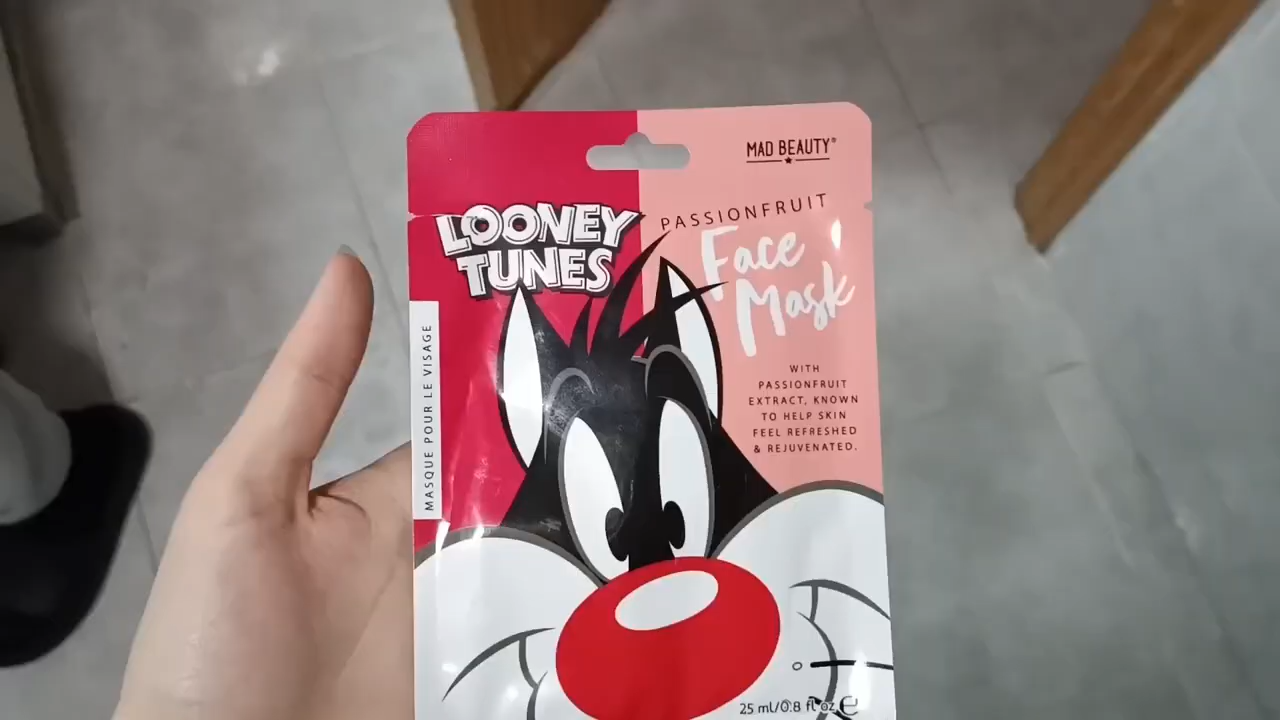 MAD BEAUTY®
LOONEY
TUNES
PASSIONFRUIT
Face
Mask
MASQUE POUR LE VISAGE
WITH
PASSIONFRUIT
EXTRACT, KNOWN
TO HELP SKIN
FEEL REFRESHED
& REJUVENATED.
25 ml/0.8 fl oz ℮